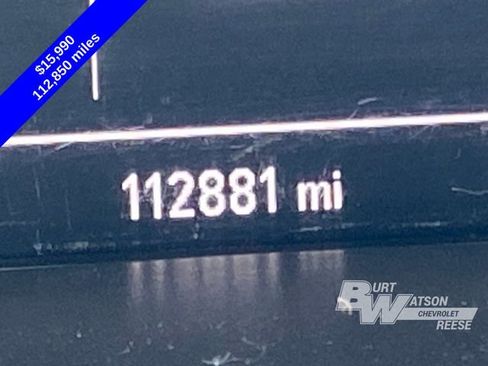 $15,990
112,850 miles
112881 mi
BURT
WATSON
CHEVROLET
REESE